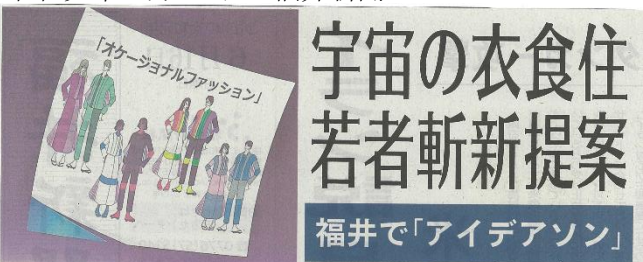 「オケージョナルファッション」
宇宙の衣食住
若者斬新提案
福井で「アイデアソン」